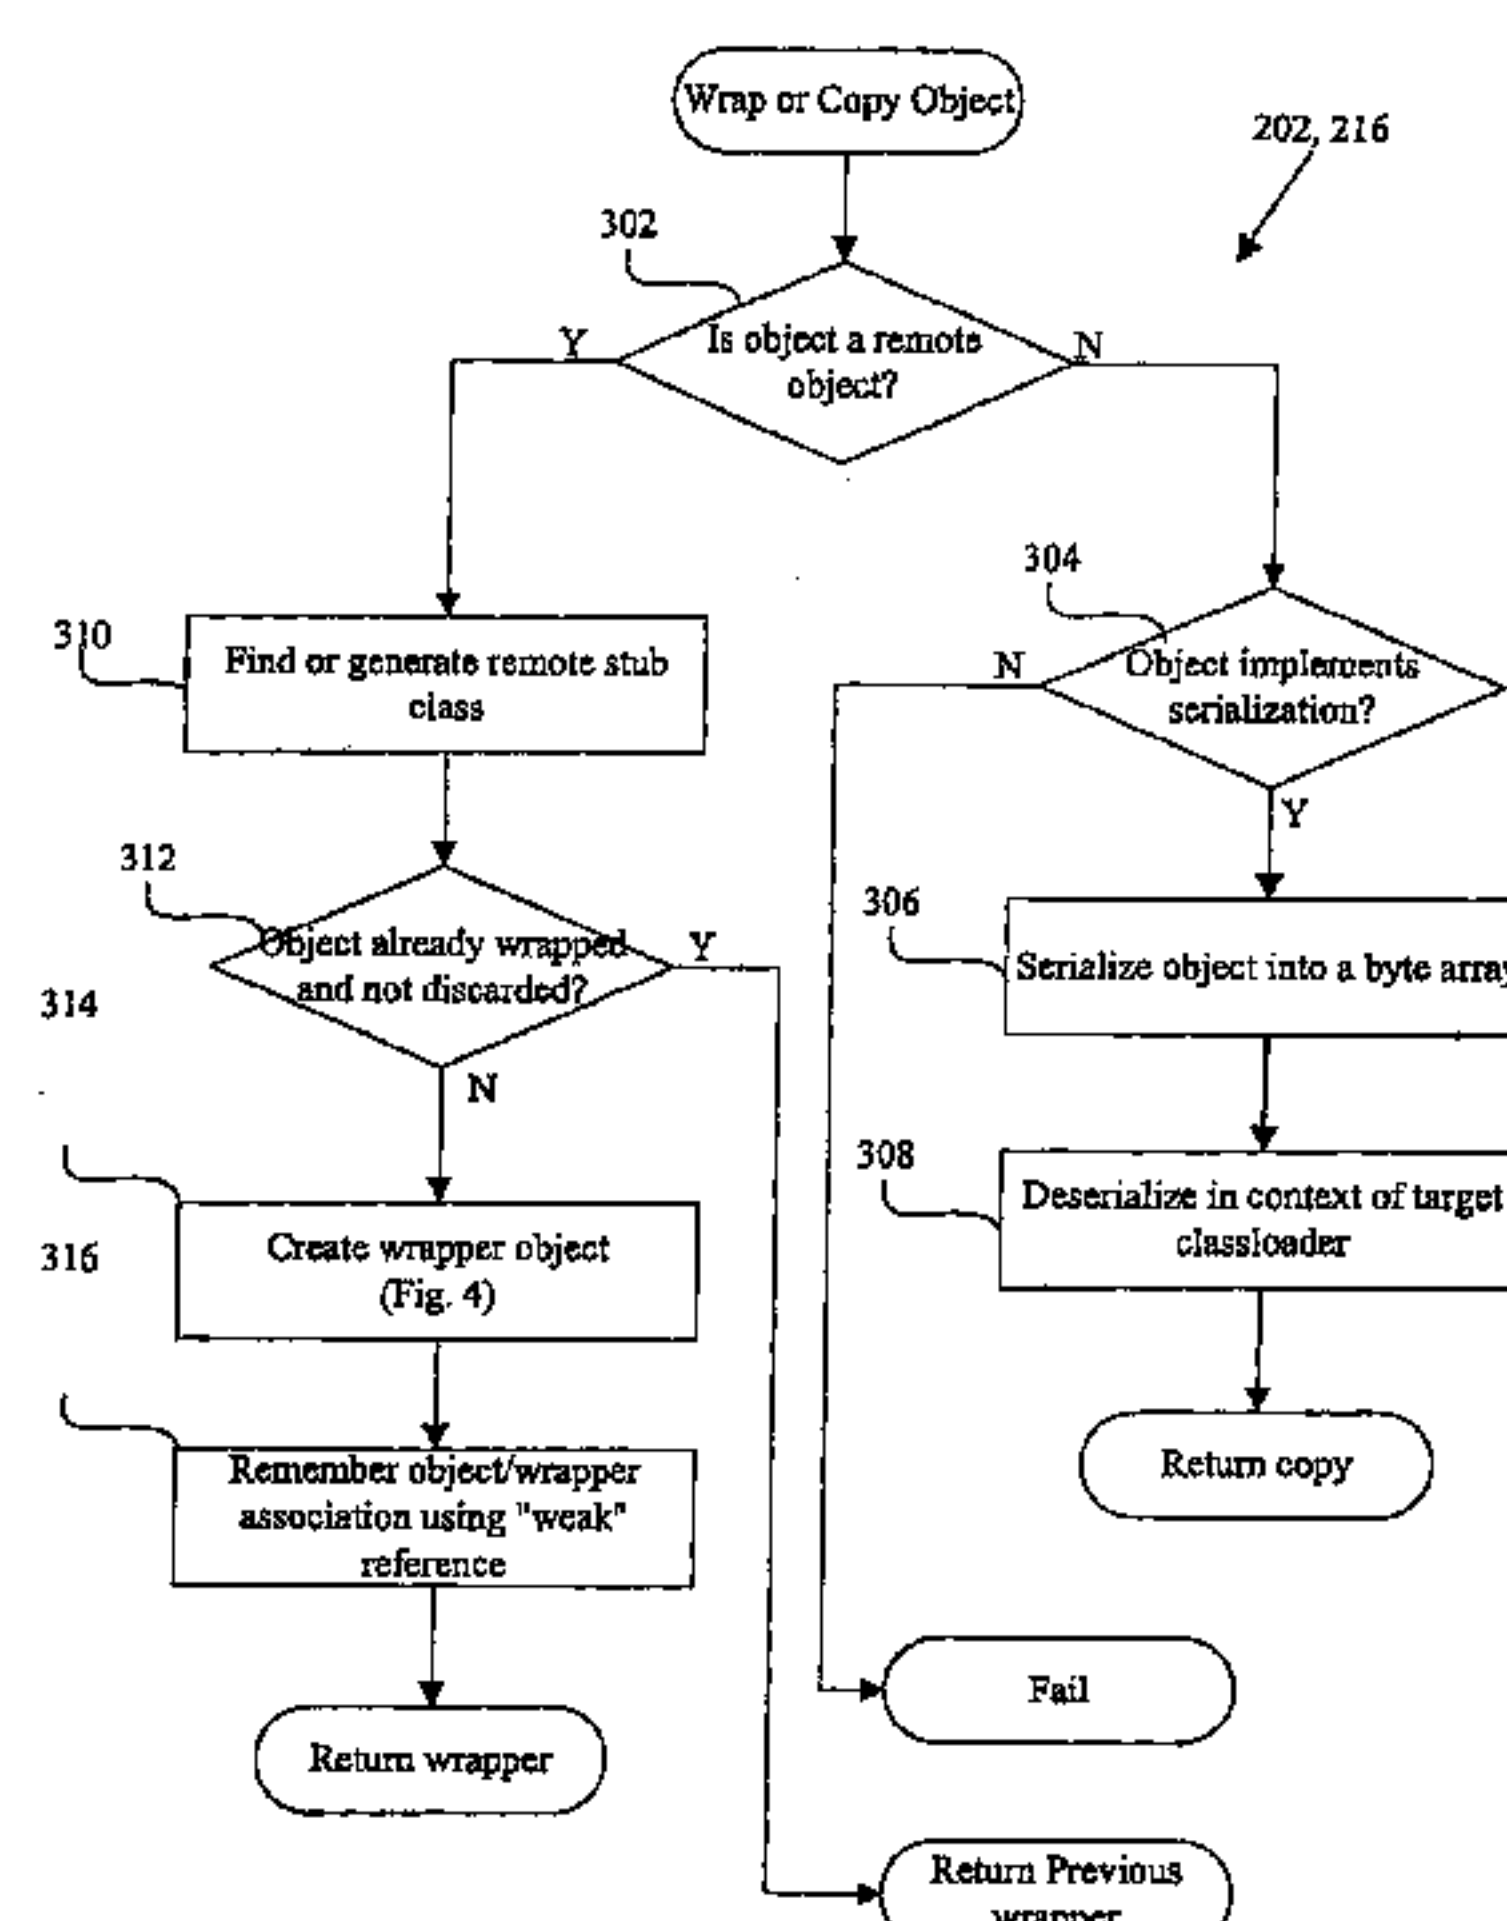 Wrap or Copy Object
202, 216
302
Y
Is object a remote
object?
N
304
310
Find or generate remote stub
class
N
Object implements
serialization?
Y
312
Object already wrapped
and not discarded?
Y
306
Serialize object into a byte array
314
N
308
Deserialize in context of target
classloader
316
Create wrapper object
(Fig. 4)
Remember object/wrapper
association using "weak"
reference
Return copy
Fail
Return wrapper
Return Previous
wrapper